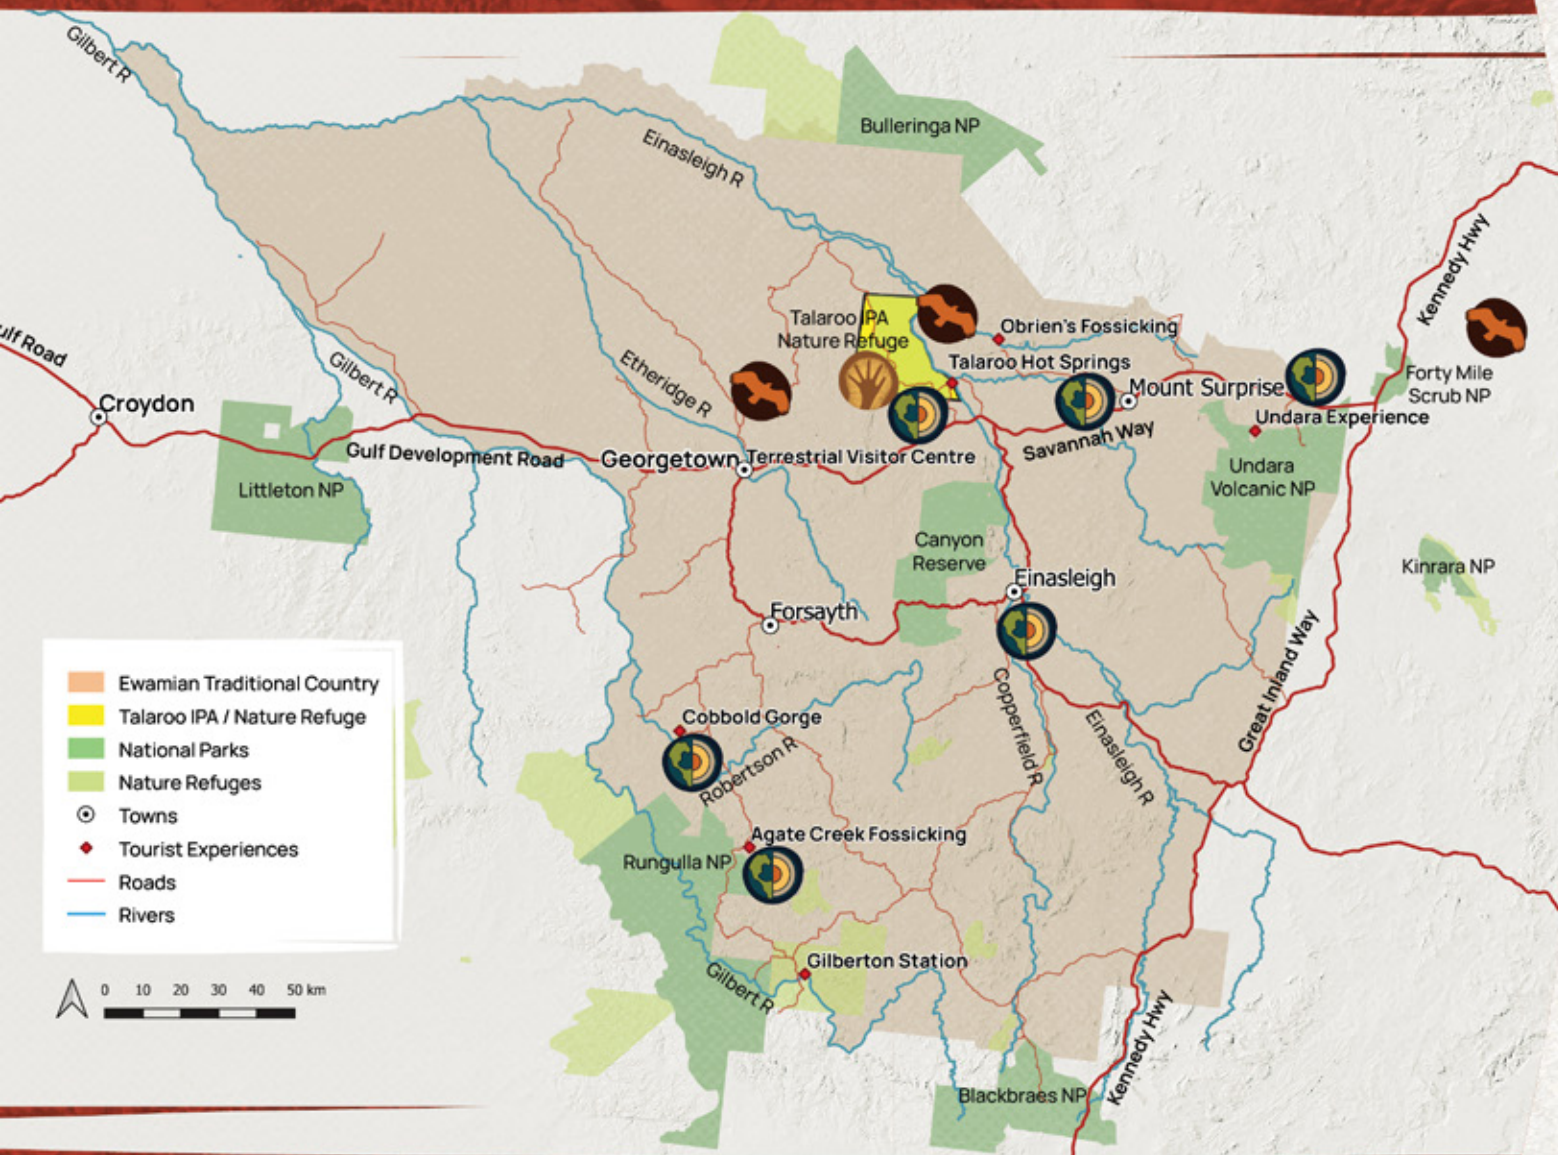 Gilbert R
Einasleigh R
Bulleringa NP
Kennedy Hwy
Talaroo IPA
Nature Refuge
Obrien's Fossicking
Talaroo Hot Springs
ulf Road
Gilbert R
Etheridge R
Croydon
Mount Surprise
Forty Mile
Scrub NP
Undara Experience
Savannah Way
Gulf Development Road
Georgetown
Terrestrial Visitor Centre
Littleton NP
Undara
Volcanic NP
Canyon
Reserve
Kinrara NP
Einasleigh
Forsayth
Great Inland Way
Copperfield R
Einasleigh R
Cobbold Gorge
Robertson R
Agate Creek Fossicking
Rungulla NP
Gilberton Station
Gilbert R
Kennedy Hwy
Blackbraes NP
Ewamian Traditional Country
Talaroo IPA / Nature Refuge
National Parks
Nature Refuges
Towns
Tourist Experiences
Roads
Rivers
0 10 20 30 40 50 km